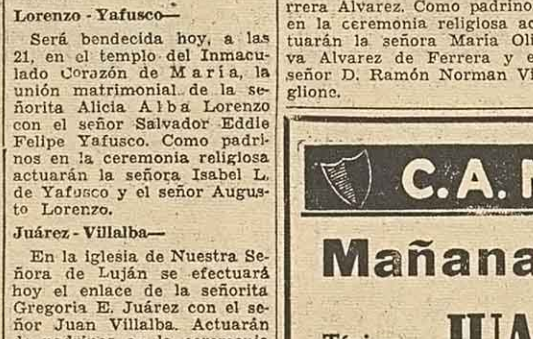 Lorenzo - Yafusco—
Será bendecida hoy, a las
21, en el templo del Inmacu-
lado Corazón de María, la
unión matrimonial de la se-
ñorita Alicia Alba Lorenzo
con el señor Salvador Eddie
Felipe Yafusco. Como padri-
nos en la ceremonia religiosa
actuarán la señora Isabel L.
de Yafusco y el señor Augus-
to Lorenzo.
Juárez - Villalba—
En la iglesia de Nuestra Se-
ñora de Luján se efectuará
hoy el enlace de la señorita
Gregoria E. Juárez con el se-
ñor Juan Villalba. Actuarán
rrera Alvarez. Como padrino
en la ceremonia religiosa ac
tuarán la señora María Oli
va Alvarez de Ferrera y e
señor D. Ramón Norman Vi
glione.
C.A.
Mañana
JUA